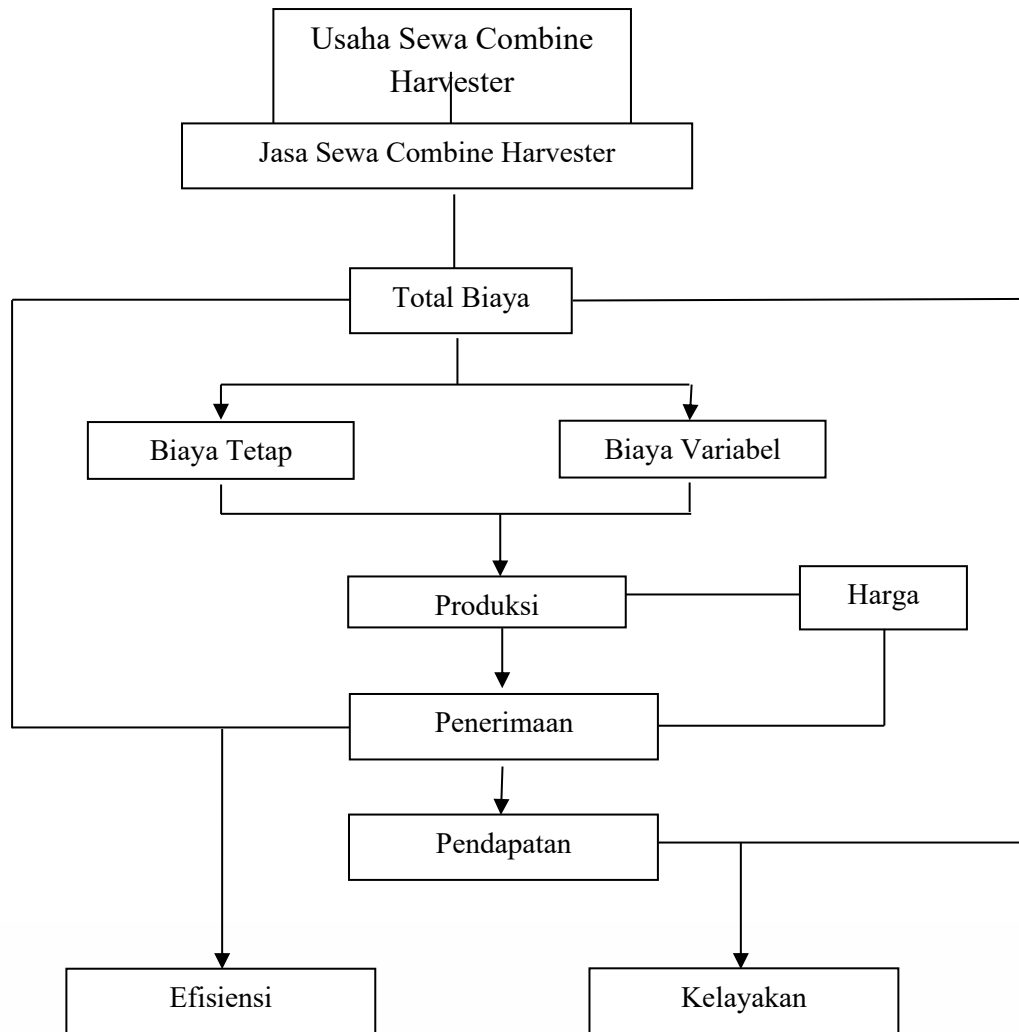 Usaha Sewa Combine
Harvester
Jasa Sewa Combine Harvester
Total Biaya
Biaya Tetap
Biaya Variabel
Produksi
Harga
Penerimaan
Pendapatan
Efisiensi
Kelayakan